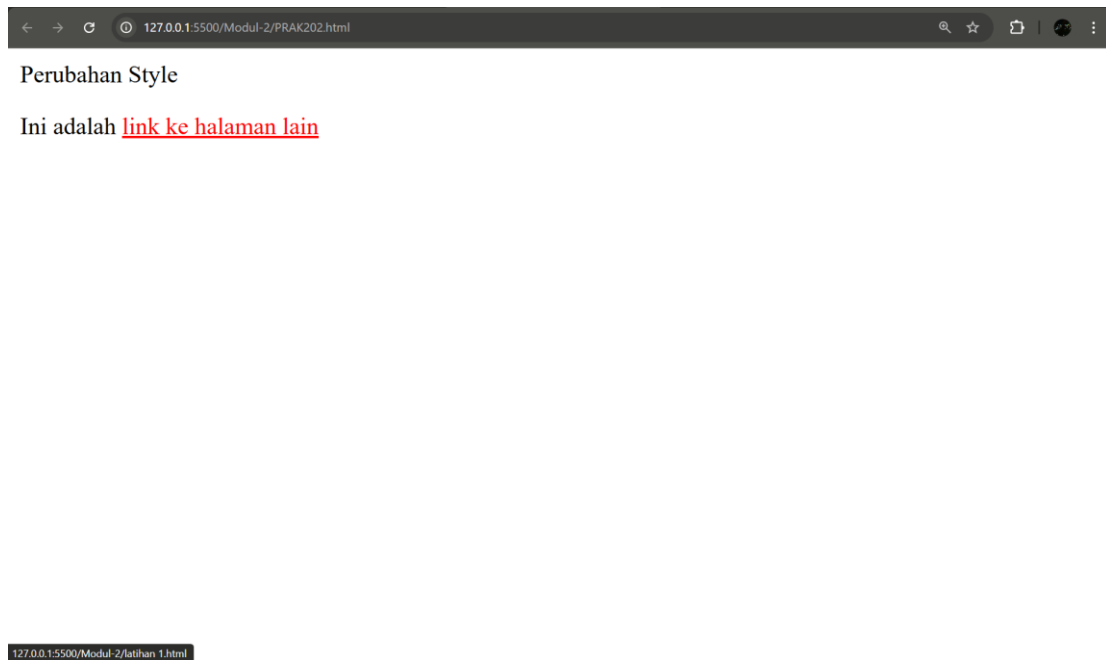 127.0.0.1:5500/Modul-2/PRAK202.html
Perubahan Style
Ini adalah link ke halaman lain
127.0.0.1:5500/Modul-2/latihan 1.html